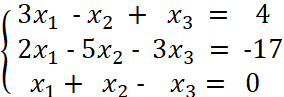 3x₁ - x₂ + x₃ = 4
2x₁ - 5x₂ - 3x₃ = -17
x₁ + x₂ - x₃ = 0